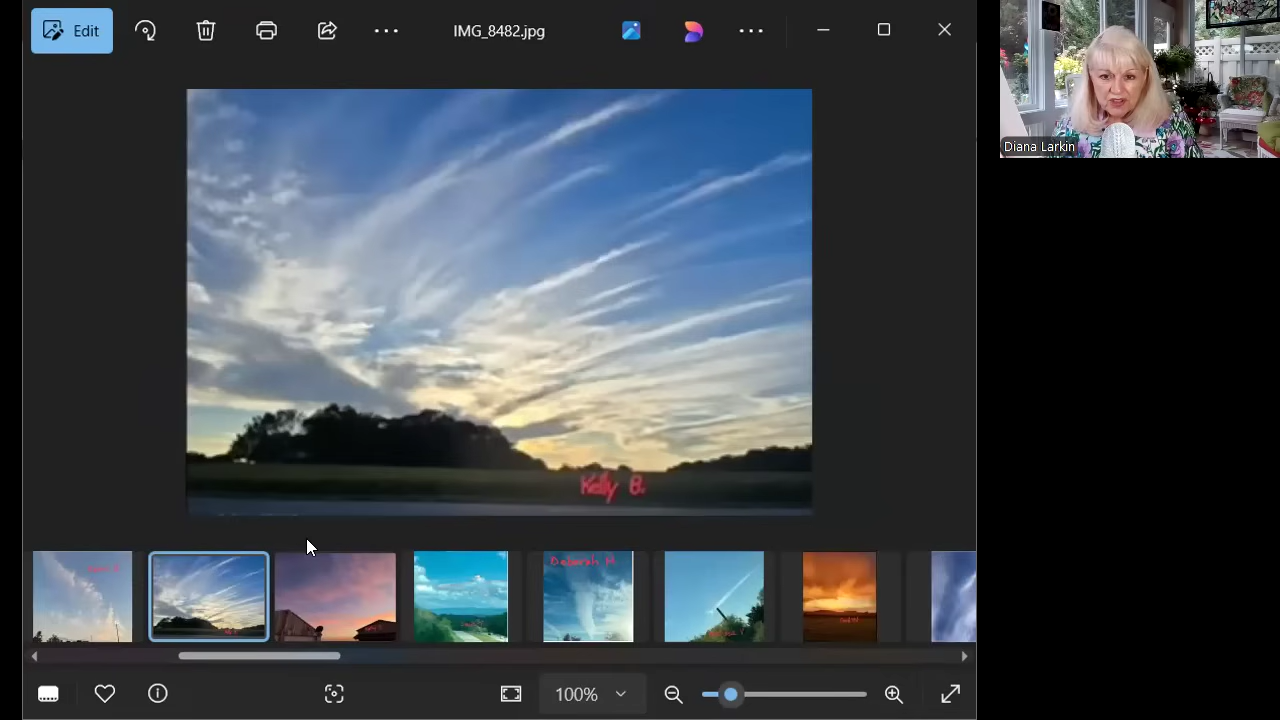 Edit
IMG_8482.jpg
Diana Larkin
Kelly B.
Deborah M
100%